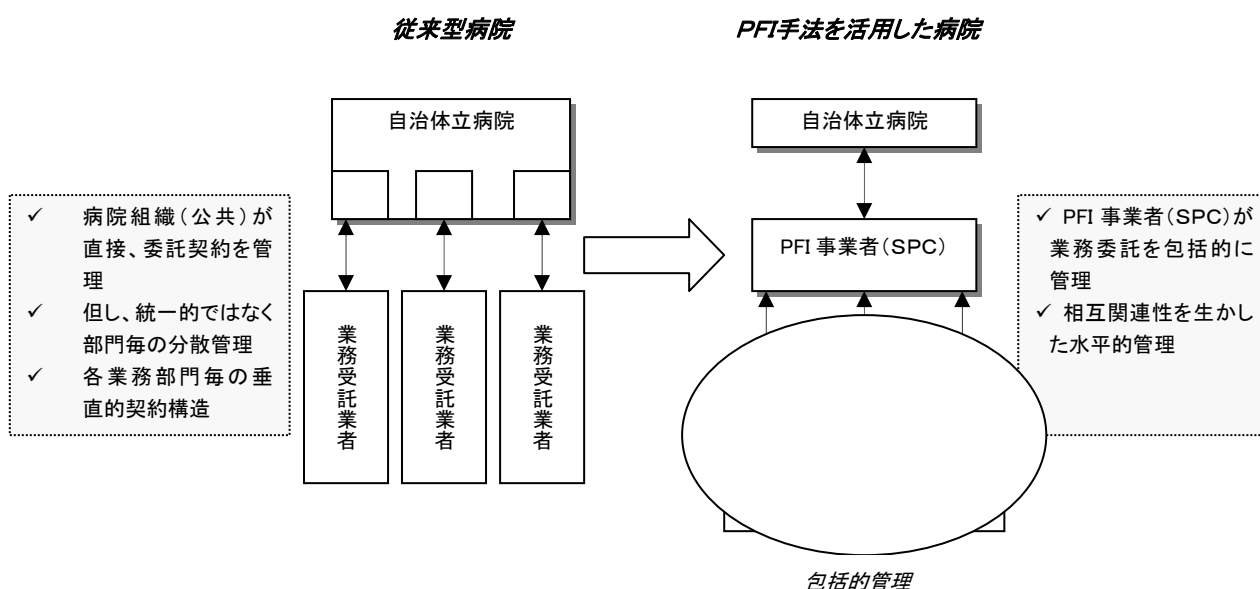 従来型病院
PFI手法を活用した病院
自治体立病院
自治体立病院
✓ 病院組織（公共）が
直接、委託契約を管
理
✓ 但し、統一的ではなく
部門毎の分散管理
✓ 各業務部門毎の垂
直的契約構造
PFI 事業者（SPC）
✓ PFI 事業者（SPC）が
業務委託を包括的に
管理
✓ 相互関連性を生かし
た水平的管理
業務受託業者
業務受託業者
業務受託業者
包括的管理